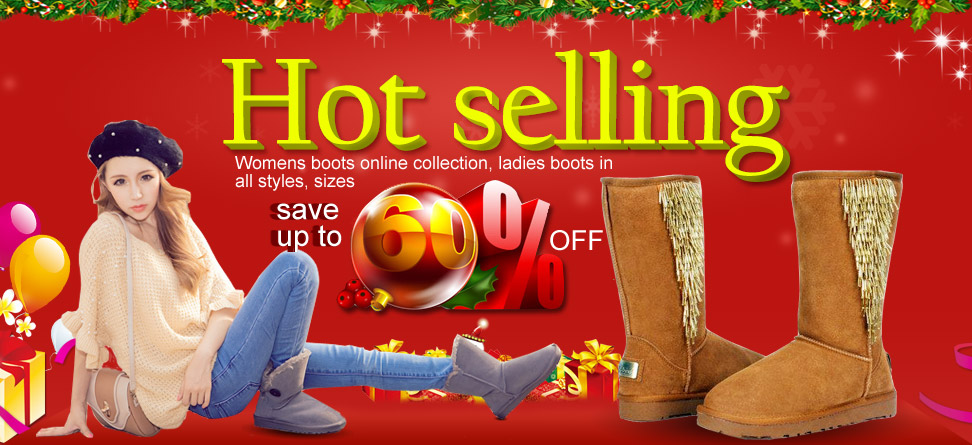 Hot selling
Womens boots online collection, ladies boots in
all styles, sizes
save
up to
60% OFF